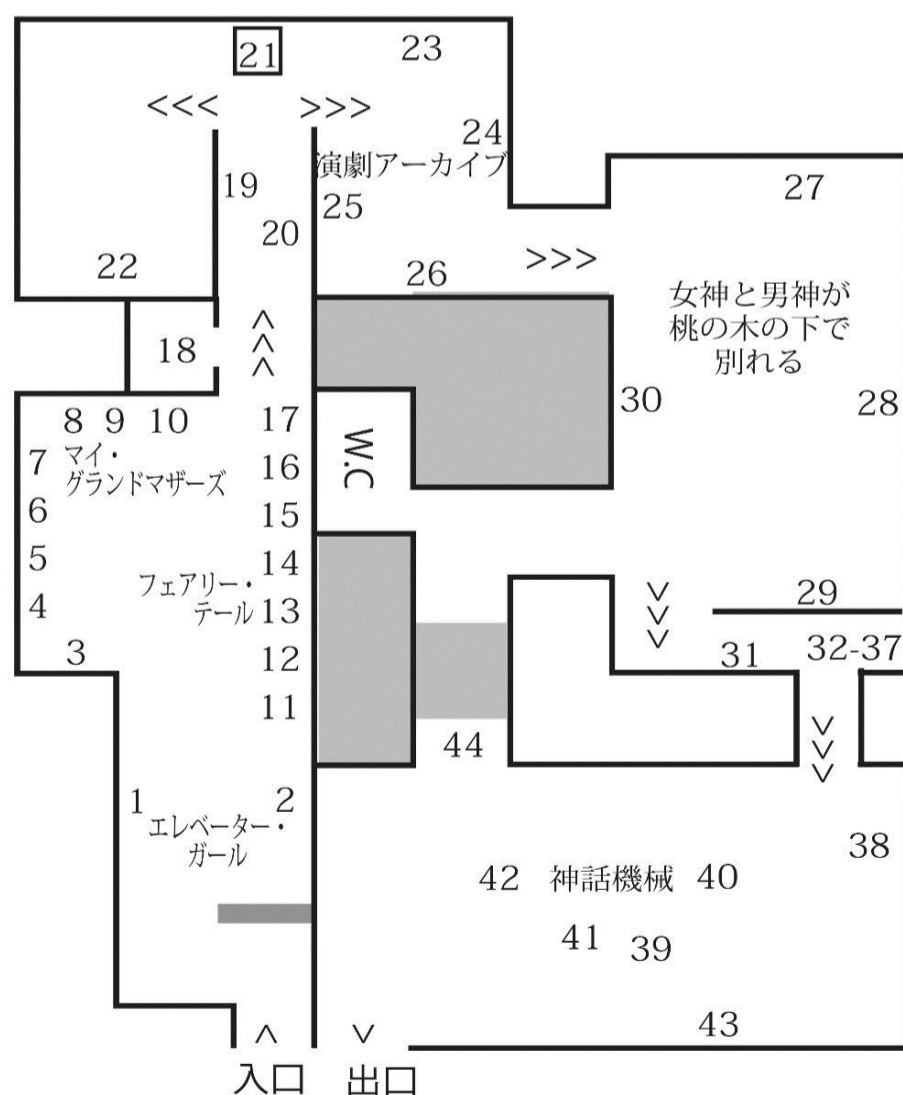 21
23
<<< >>>
24
演劇アーカイブ
19
25
20
27
22
26
>>>
女神と男神が
桃の木の下で
別れる
<<<
18
30
28
8 9 10
17
W.C
7
マイ・
グランドマザーズ
16
6
15
5
14
フェアリー・
テール
13
4
29
>>>
3
12
31
32-37
11
>>>
44
1
2
エレベーター・
ガール
38
42
神話機械
40
41
39
43
<
>
入口
出口